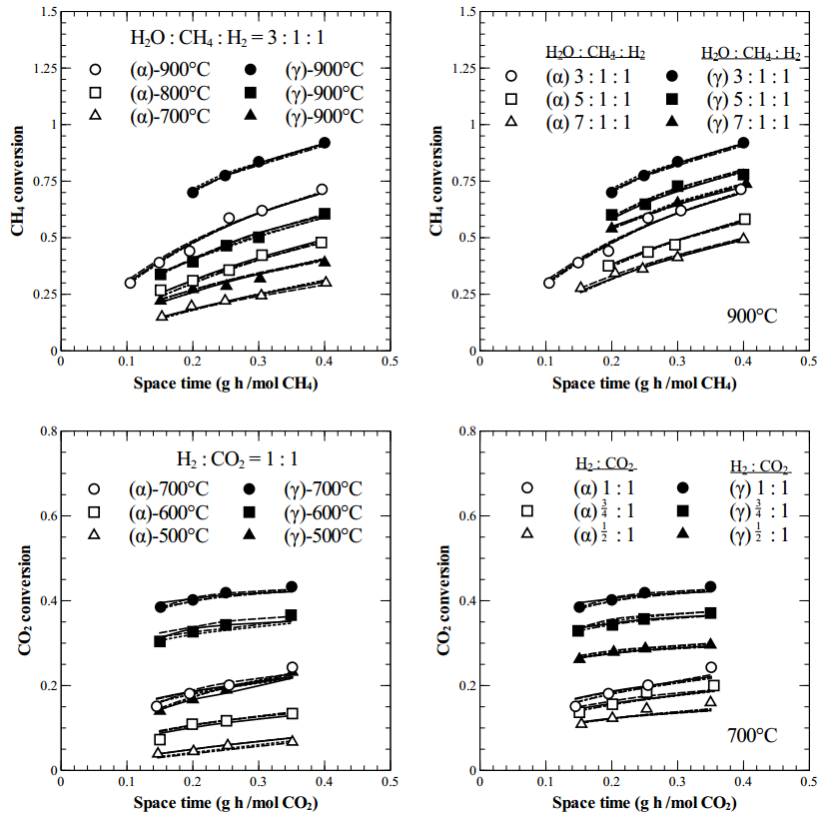 H₂O : CH₄ : H₂ = 3 : 1 : 1
(α)-900°C (γ)-900°C
(α)-800°C (γ)-900°C
(α)-700°C (γ)-900°C
1.5
1.25
1
0.75
0.5
0.25
0
CH₄ conversion
0 0.1 0.2 0.3 0.4 0.5
Space time (g h /mol CH₄)
H₂O : CH₄ : H₂ H₂O : CH₄ : H₂
(α) 3 : 1 : 1 (γ) 3 : 1 : 1
(α) 5 : 1 : 1 (γ) 5 : 1 : 1
(α) 7 : 1 : 1 (γ) 7 : 1 : 1
1.5
1.25
1
0.75
0.5
0.25
0
CH₄ conversion
900°C
0 0.1 0.2 0.3 0.4 0.5
Space time (g h /mol CH₄)
H₂ : CO₂ = 1 : 1
(α)-700°C (γ)-700°C
(α)-600°C (γ)-600°C
(α)-500°C (γ)-500°C
0.8
0.6
0.4
0.2
0
CO₂ conversion
0 0.1 0.2 0.3 0.4 0.5
Space time (g h /mol CO₂)
H₂ : CO₂ H₂ : CO₂
(α) 1 : 1 (γ) 1 : 1
(α) ¾ : 1 (γ) ¾ : 1
(α) ½ : 1 (γ) ½ : 1
0.8
0.6
0.4
0.2
0
CO₂ conversion
700°C
0 0.1 0.2 0.3 0.4 0.5
Space time (g h /mol CO₂)